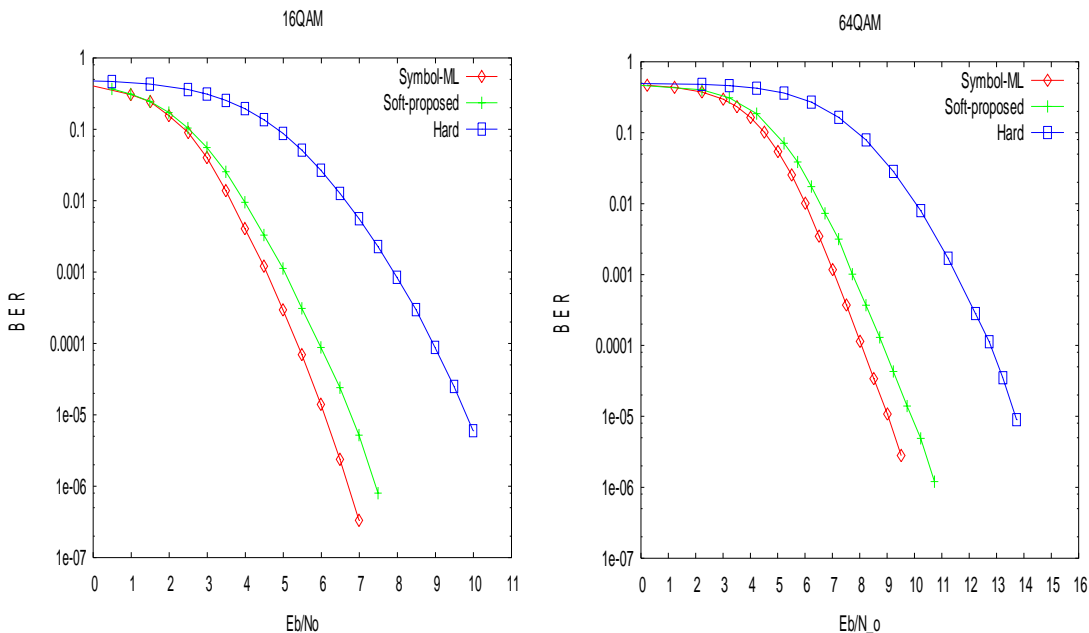 16QAM
1
0.1
0.01
0.001
0.0001
1e-05
1e-06
1e-07
B E R
Symbol-ML
Soft-proposed
Hard
0 1 2 3 4 5 6 7 8 9 10 11
Eb/No
64QAM
1
0.1
0.01
0.001
0.0001
1e-05
1e-06
1e-07
B E R
Symbol-ML
Soft-proposed
Hard
0 1 2 3 4 5 6 7 8 9 10 11 12 13 14 15 16
Eb/N_o